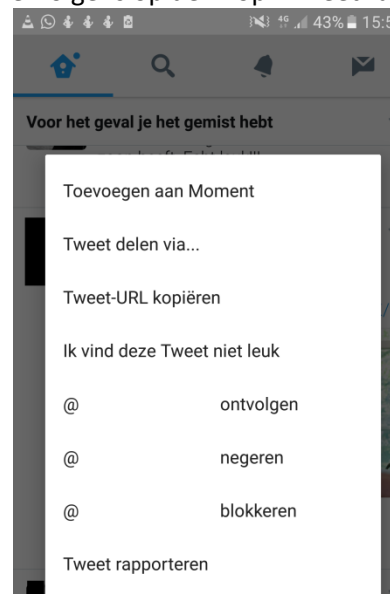 43% 15:5
Voor het geval je het gemist hebt
Toevoegen aan Moment
Tweet delen via...
Tweet-URL kopiëren
Ik vind deze Tweet niet leuk
@ ontvolgen
@ negeren
@ blokkeren
Tweet rapporteren